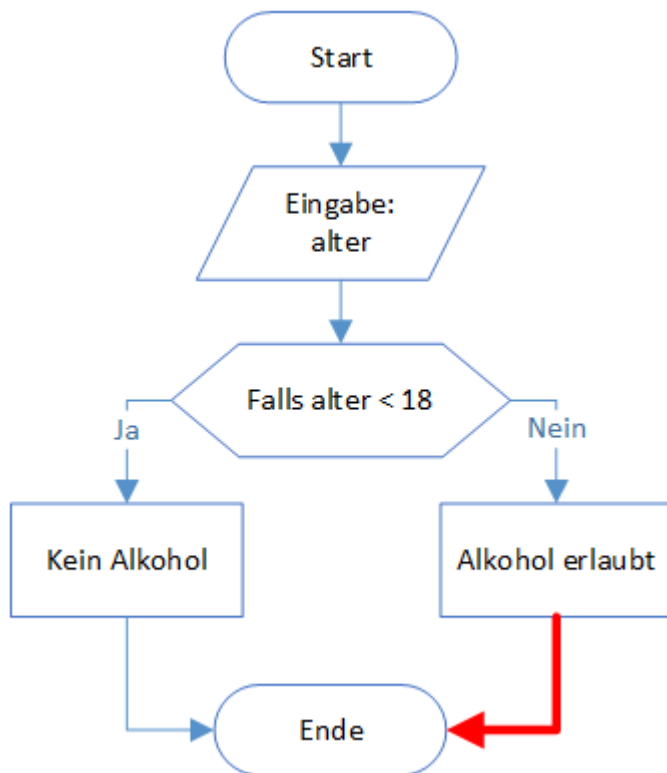 Start
Eingabe:
alter
Falls alter < 18
Ja
Nein
Kein Alkohol
Alkohol erlaubt
Ende